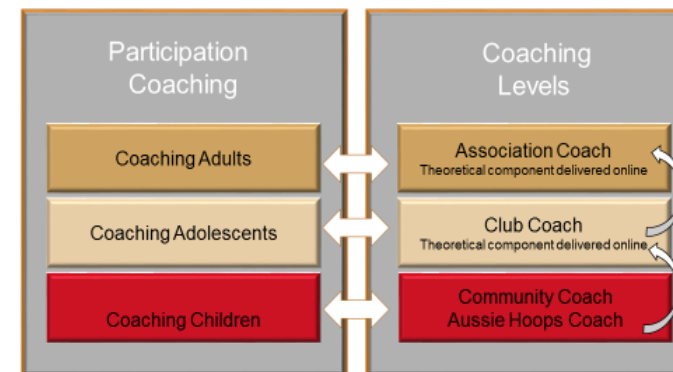 Participation
Coaching
Coaching Adults
Coaching Adolescents
Coaching Children
Coaching
Levels
Association Coach
Theoretical component delivered online
Club Coach
Theoretical component delivered online
Community Coach
Aussie Hoops Coach